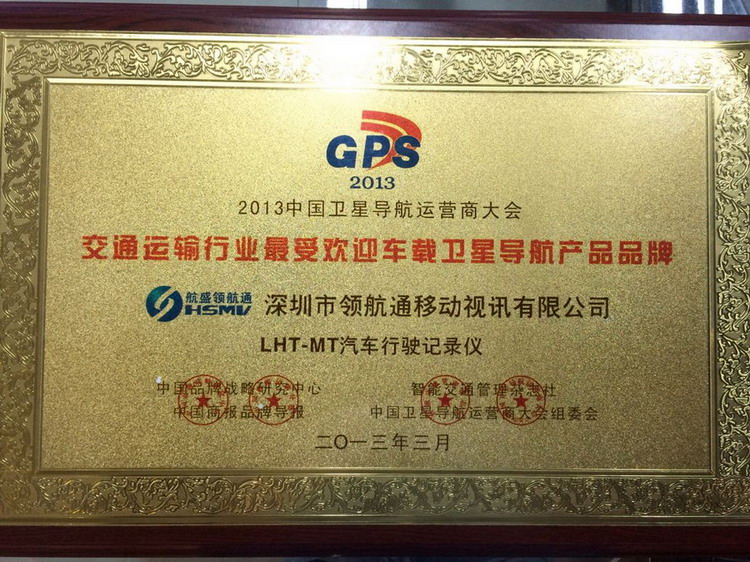 GPS
2013
2013中国卫星导航运营商大会
交通运输行业最受欢迎车载卫星导航产品品牌
航盛领航通
HSMV
深圳市领航通移动视讯有限公司
LHT-MT汽车行驶记录仪
中国品牌战略研究中心 智能交通管理杂志社
中国商报品牌导报 中国卫星导航运营商大会组委会
二〇一三年三月